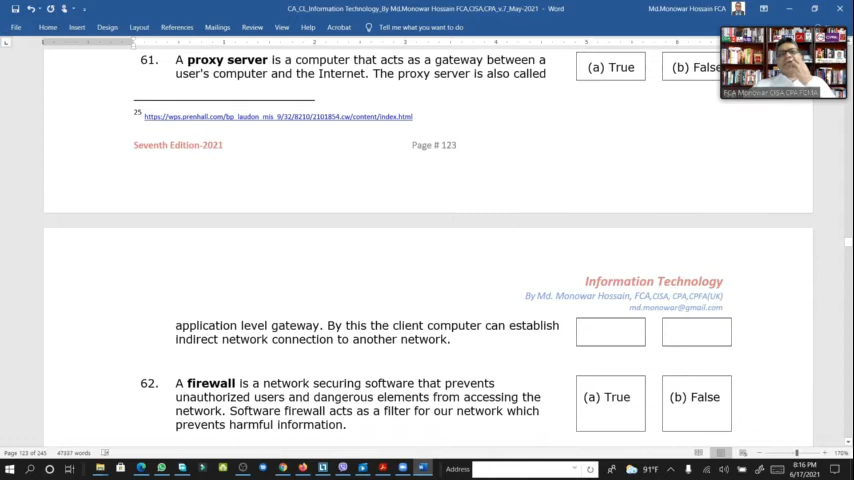 CA_CL_Information Technology_By Md.Monowar Hossain FCA,CISA,CPA_v.7_May-2021 - Word
Md.Monowar Hossain FCA
File Home Insert Design Layout References Mailings Review View Help Acrobat Tell me what you want to do
61. A proxy server is a computer that acts as a gateway between a
user's computer and the Internet. The proxy server is also called
(a) True
(b) False
FCA Monowar CISA,CPA,FCMA
25 https://wps.prenhall.com/bp_laudon_mis_9/32/8210/2101854.cw/content/index.html
Seventh Edition-2021
Page # 123
Information Technology
By Md. Monowar Hossain, FCA,CISA, CPA,CPFA(UK)
md.monowar@gmail.com
application level gateway. By this the client computer can establish
indirect network connection to another network.
62. A firewall is a network securing software that prevents
unauthorized users and dangerous elements from accessing the
network. Software firewall acts as a filter for our network which
prevents harmful information.
(a) True
(b) False
Page 123 of 245 47337 words
170%
Address
91°F
8:16 PM
6/17/2021